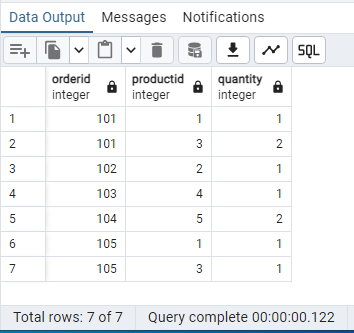 Data Output Messages Notifications
SQL
orderid productid quantity
integer integer integer
1 101 1 1
2 101 3 2
3 102 2 1
4 103 4 1
5 104 5 2
6 105 1 1
7 105 3 1
Total rows: 7 of 7 Query complete 00:00:00.122